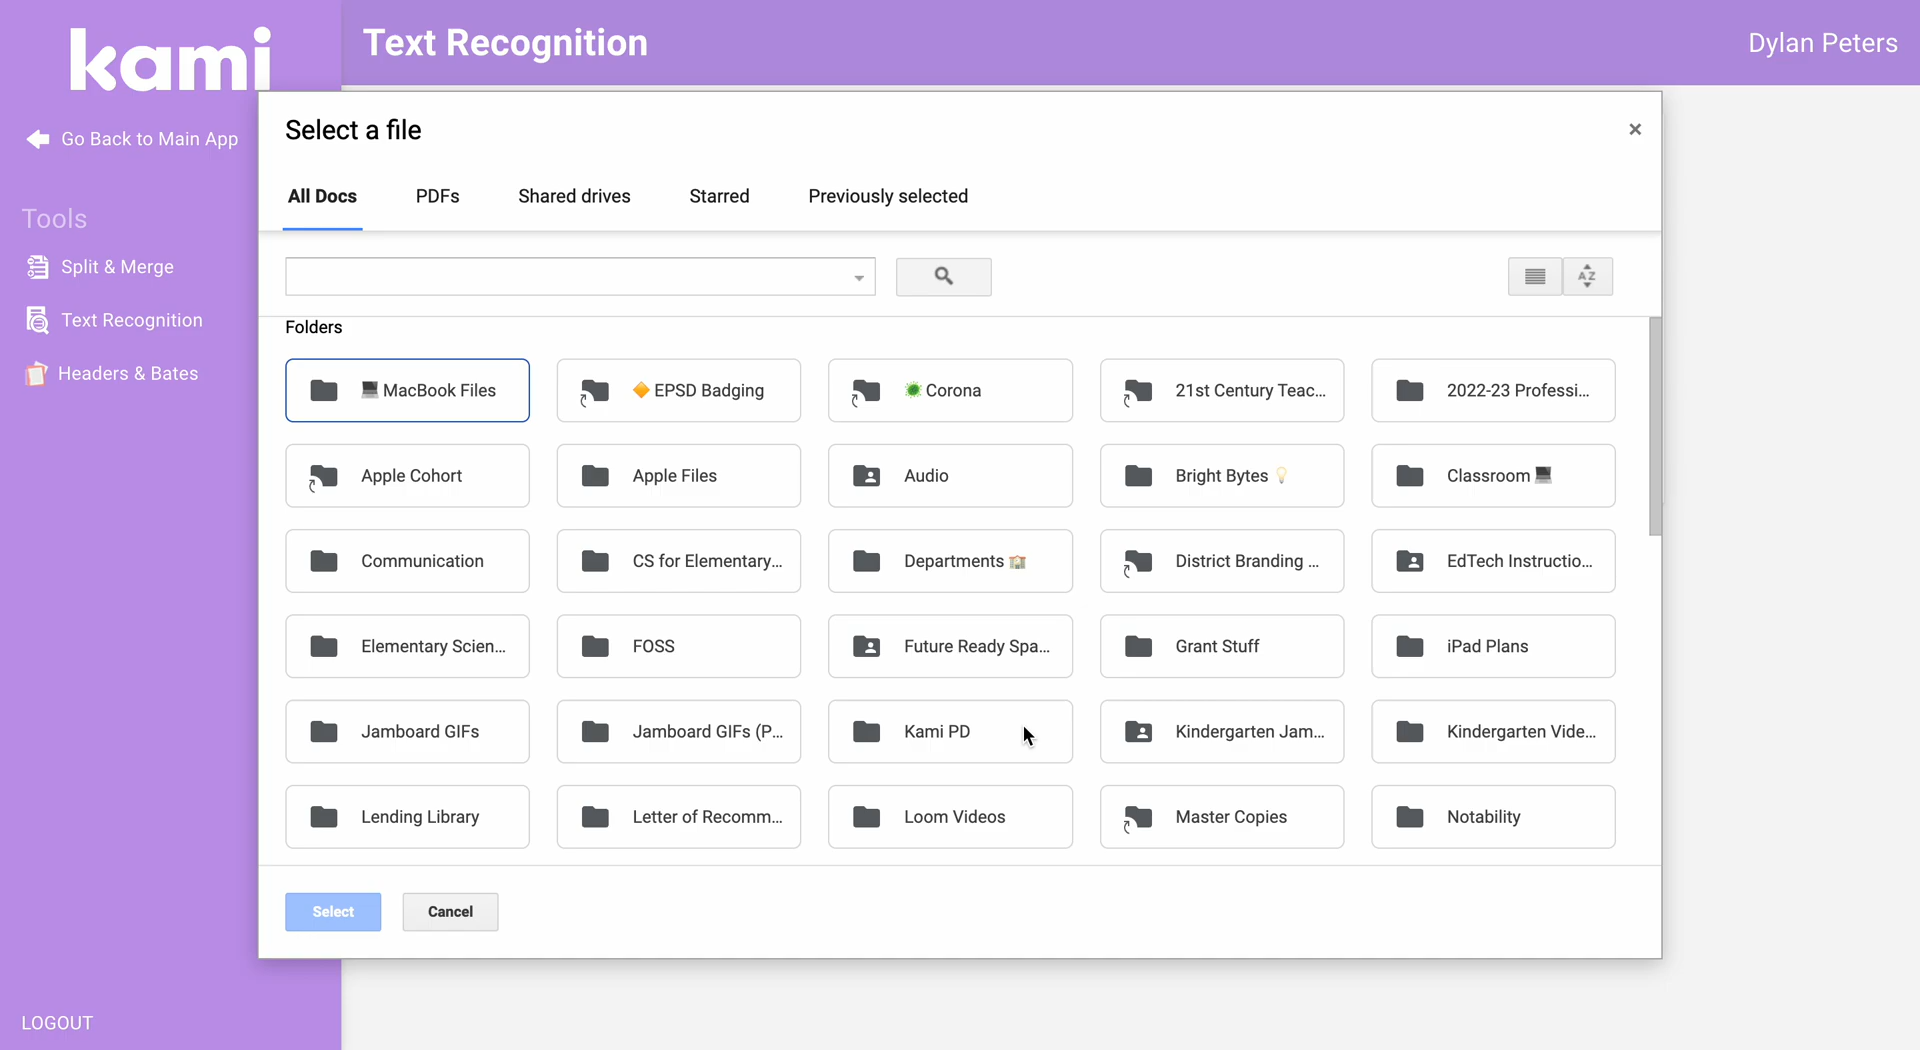 kami
Text Recognition
Dylan Peters
Go Back to Main App
Tools
Split & Merge
Text Recognition
Headers & Bates
LOGOUT
Select a file
×
All Docs PDFs Shared drives Starred Previously selected
AZ
Folders
MacBook Files EPSD Badging Corona 21st Century Teac... 2022-23 Professi...
Apple Cohort Apple Files Audio Bright Bytes Classroom
Communication CS for Elementary... Departments District Branding ... EdTech Instructio...
Elementary Scien... FOSS Future Ready Spa... Grant Stuff iPad Plans
Jamboard GIFs Jamboard GIFs (P... Kami PD Kindergarten Jam... Kindergarten Vide...
Lending Library Letter of Recomm... Loom Videos Master Copies Notability
Select Cancel